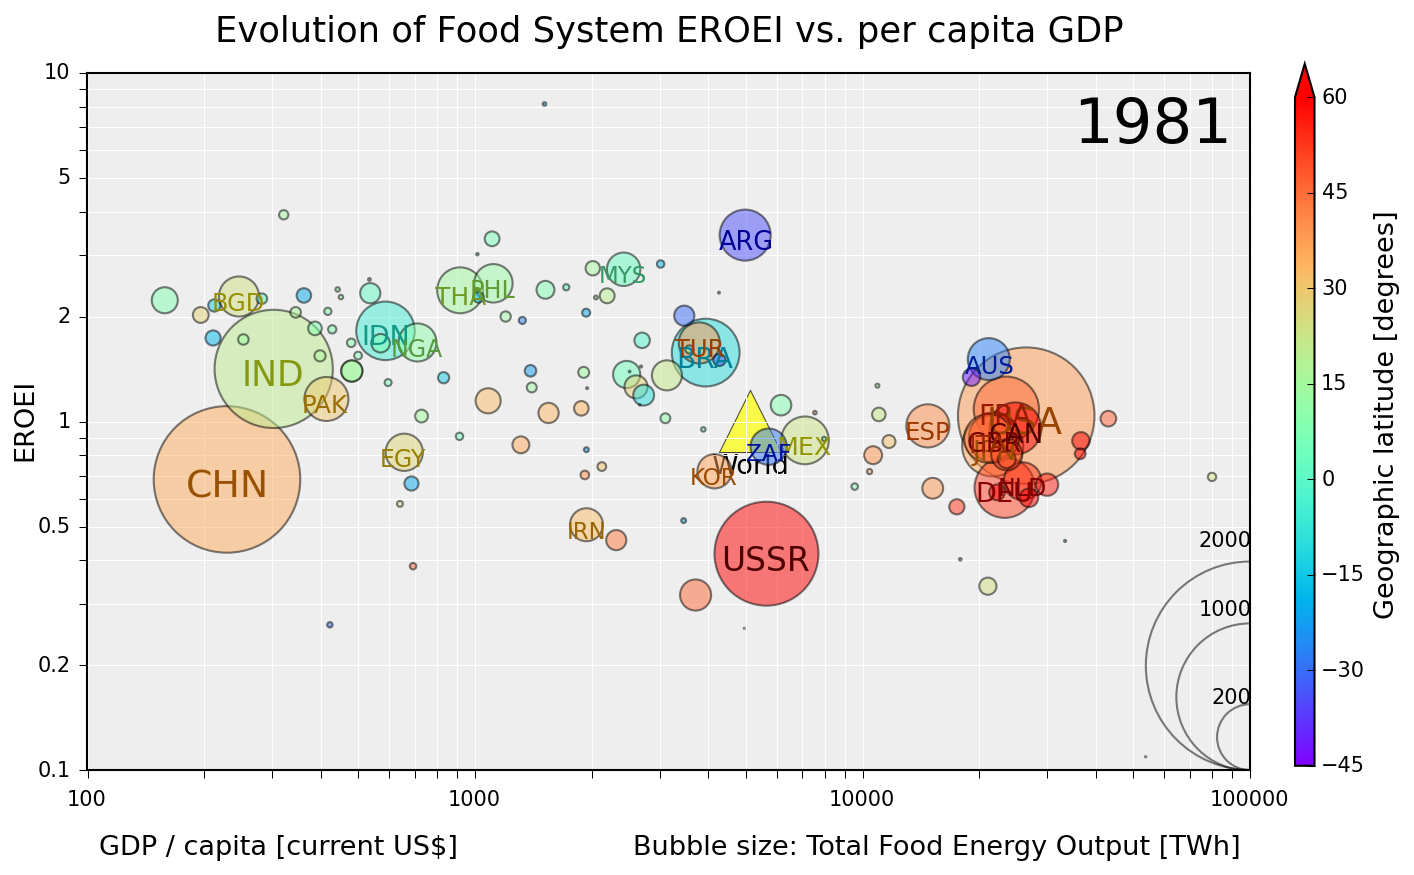 Evolution of Food System EROEI vs. per capita GDP
1981
10
5
2
1
0.5
0.2
0.1
EROEI
ARG
MYS
BGD
THA
PHL
IDN
NGA
IND
PAK
TUR
BRA
AUS
FRA
USA
ESP
CAN
GBR
EGY
ZAF
MEX
World
KOR
CHN
DEU
NLD
IRN
USSR
2000
1000
200
100
1000
10000
100000
GDP / capita [current US$]
Bubble size: Total Food Energy Output [TWh]
60
45
30
15
0
−15
−30
−45
Geographic latitude [degrees]